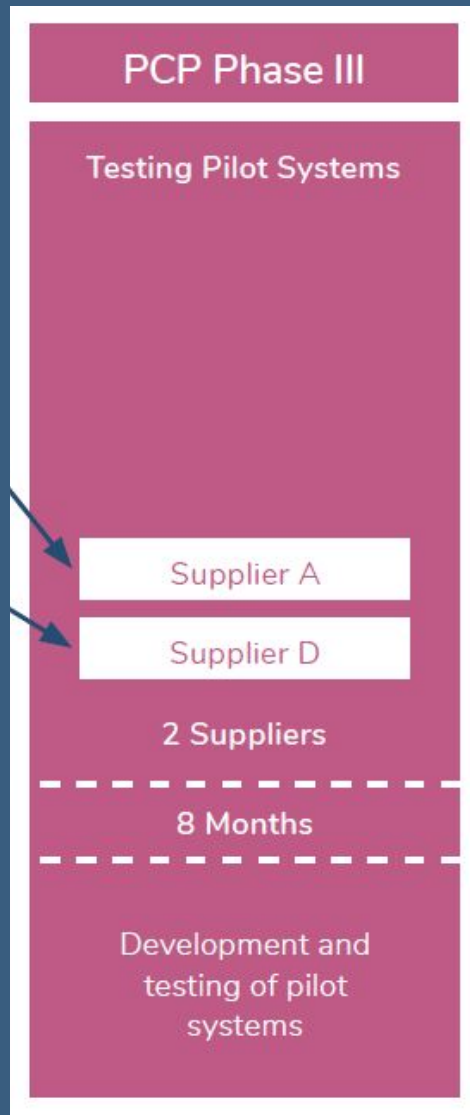 PCP Phase III
Testing Pilot Systems
Supplier A
Supplier D
2 Suppliers
8 Months
Development and
testing of pilot
systems